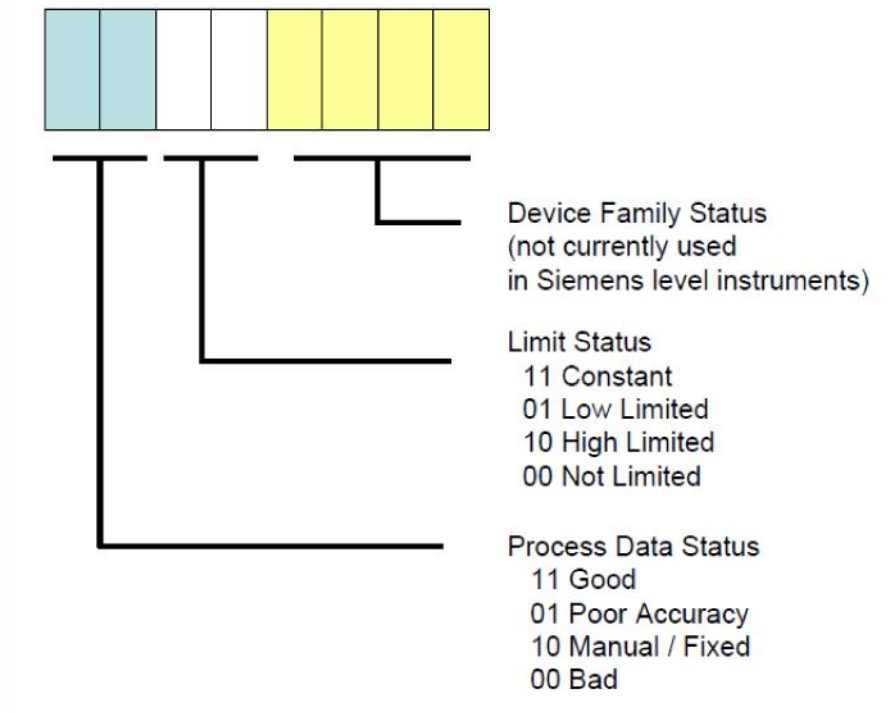 Device Family Status
(not currently used
in Siemens level instruments)
Limit Status
11 Constant
01 Low Limited
10 High Limited
00 Not Limited
Process Data Status
11 Good
01 Poor Accuracy
10 Manual / Fixed
00 Bad